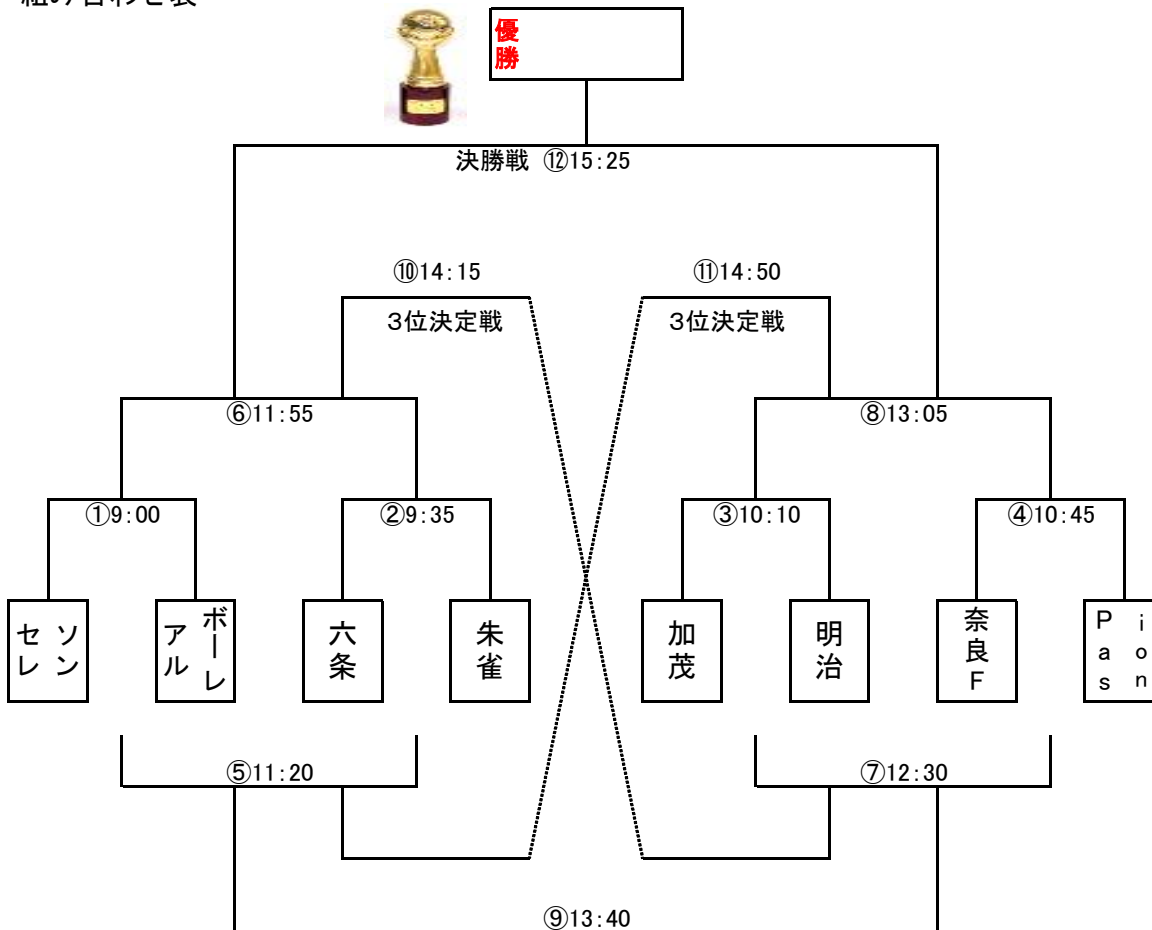 組み合わせ表
優
勝
決勝戦 ⑫15:25
⑩14:15
⑪14:50
3位決定戦
3位決定戦
⑥11:55
⑧13:05
①9:00
②9:35
③10:10
④10:45
セレソン
アルボーレ
六条
朱雀
加茂
明治
奈良F
Pasion
⑤11:20
⑦12:30
⑨13:40